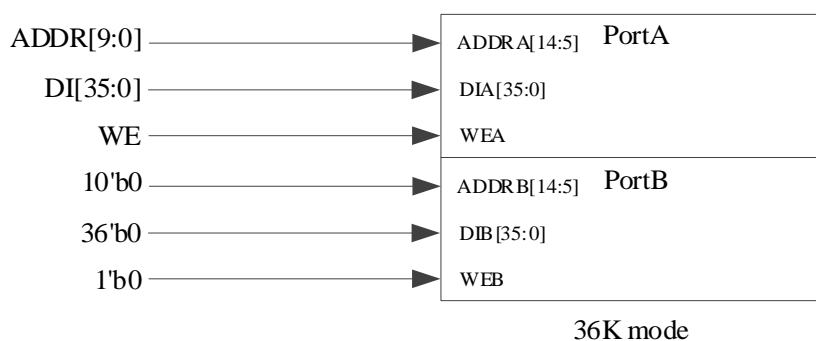 ADDR[9:0] ADDRA[14:5] PortA
DI[35:0] DIA[35:0]
WE WEA
10'b0 ADDRB[14:5] PortB
36'b0 DIB[35:0]
1'b0 WEB
36K mode